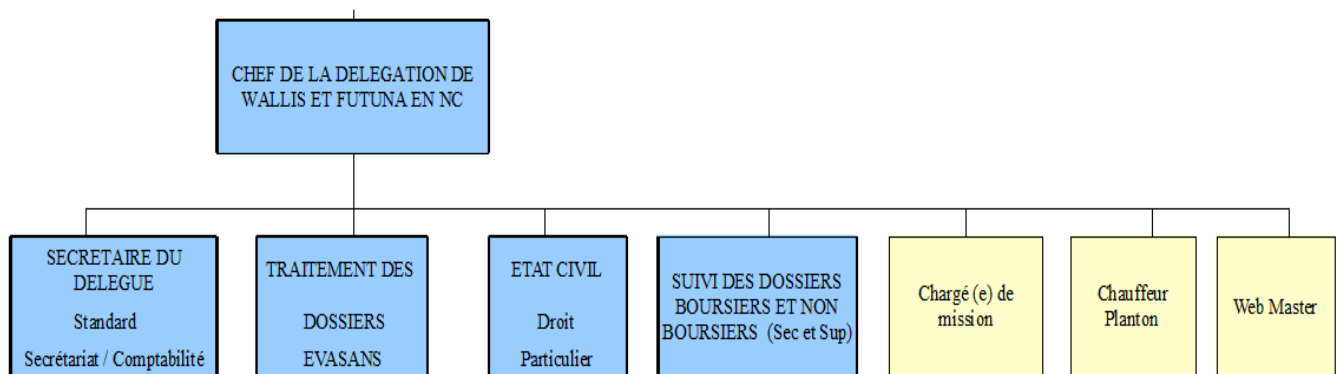 CHEF DE LA DELEGATION DE
WALLIS ET FUTUNA EN NC
SECRETAIRE DU
DELEGUE
Standard
Secrétariat / Comptabilité
TRAITEMENT DES
DOSSIERS
EVASANS
ETAT CIVIL
Droit
Particulier
SUIVI DES DOSSIERS
BOURSIERS ET NON
BOURSIERS (Sec et Sup)
Chargé (e) de
mission
Chauffeur
Planton
Web Master